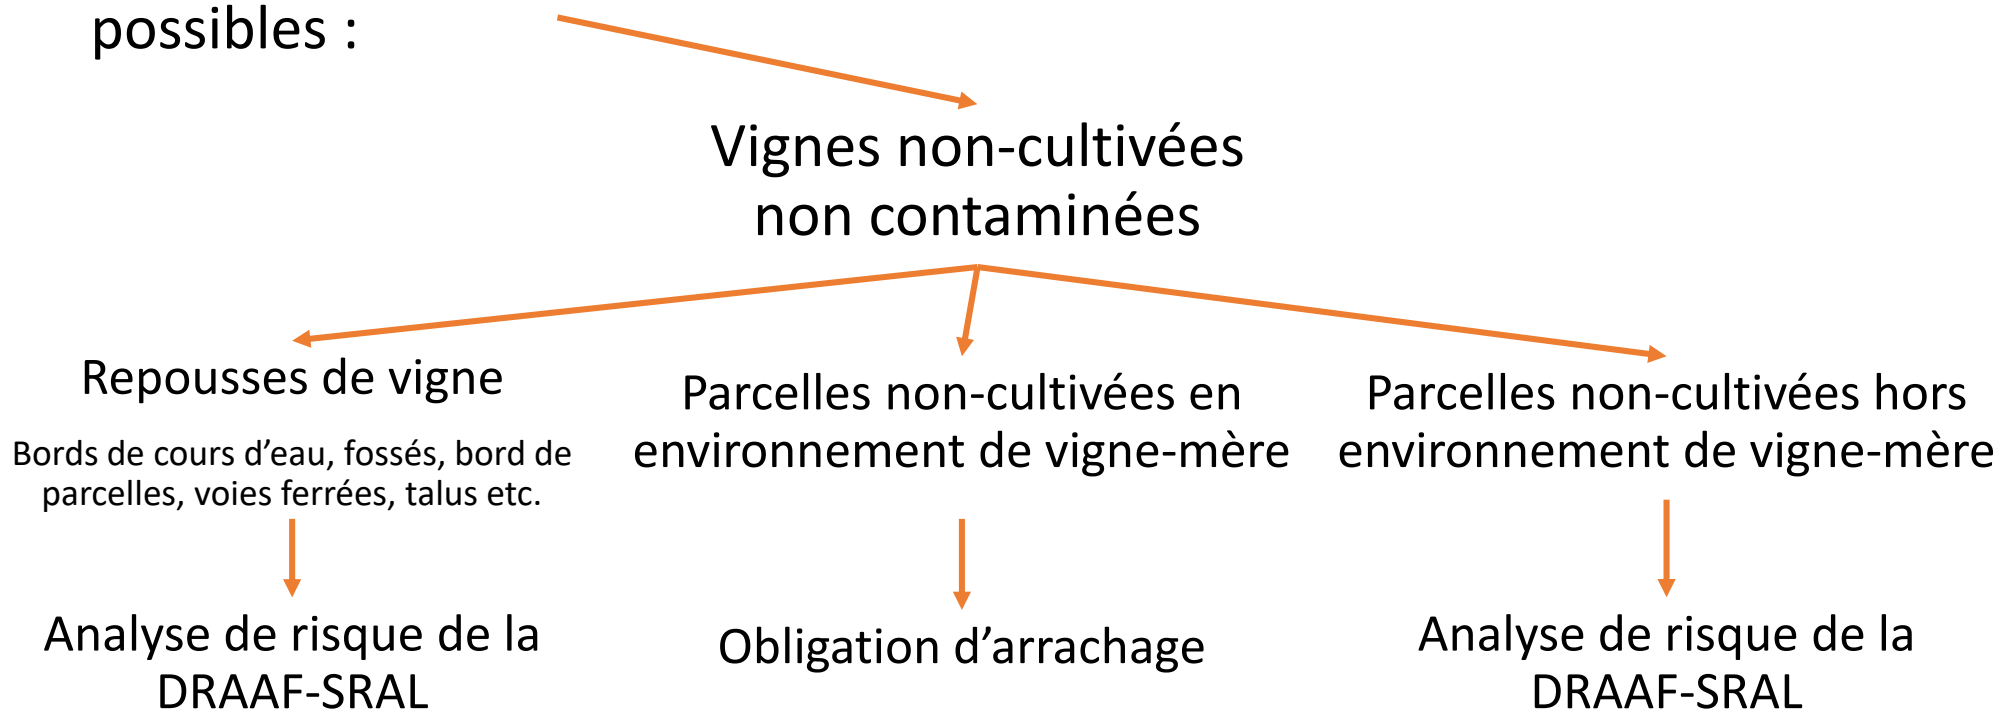 possibles :
Vignes non-cultivées
non contaminées
Repousses de vigne
Bords de cours d’eau, fossés, bord de
parcelles, voies ferrées, talus etc.
Analyse de risque de la
DRAAF-SRAL
Parcelles non-cultivées en
environnement de vigne-mère
Obligation d’arrachage
Parcelles non-cultivées hors
environnement de vigne-mère
Analyse de risque de la
DRAAF-SRAL